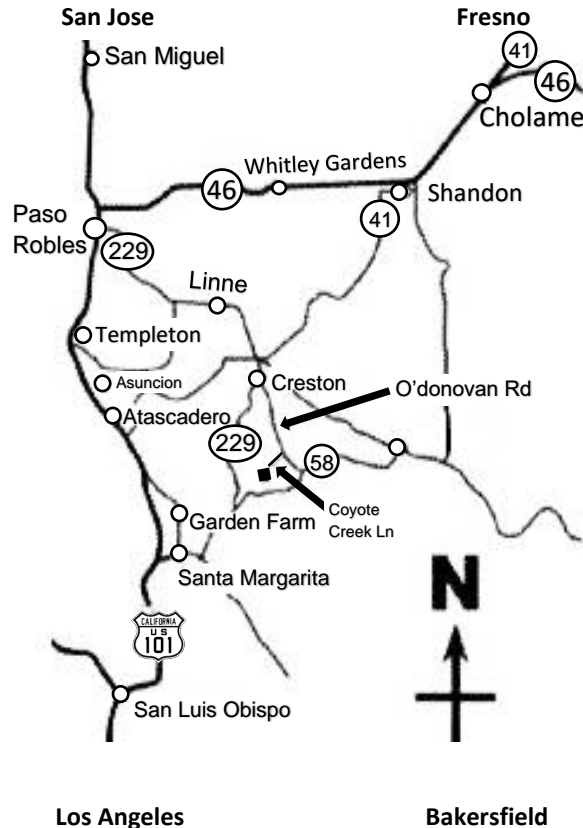 San Jose
Fresno
San Miguel
41
46
Cholame
Whitley Gardens
46
Shandon
Paso
Robles
229
41
Linne
Templeton
Asuncion
Creston
O'donovan Rd
Atascadero
229
58
Coyote
Creek Ln
Garden Farm
Santa Margarita
N
CALIFORNIA
U S
101
San Luis Obispo
Los Angeles
Bakersfield